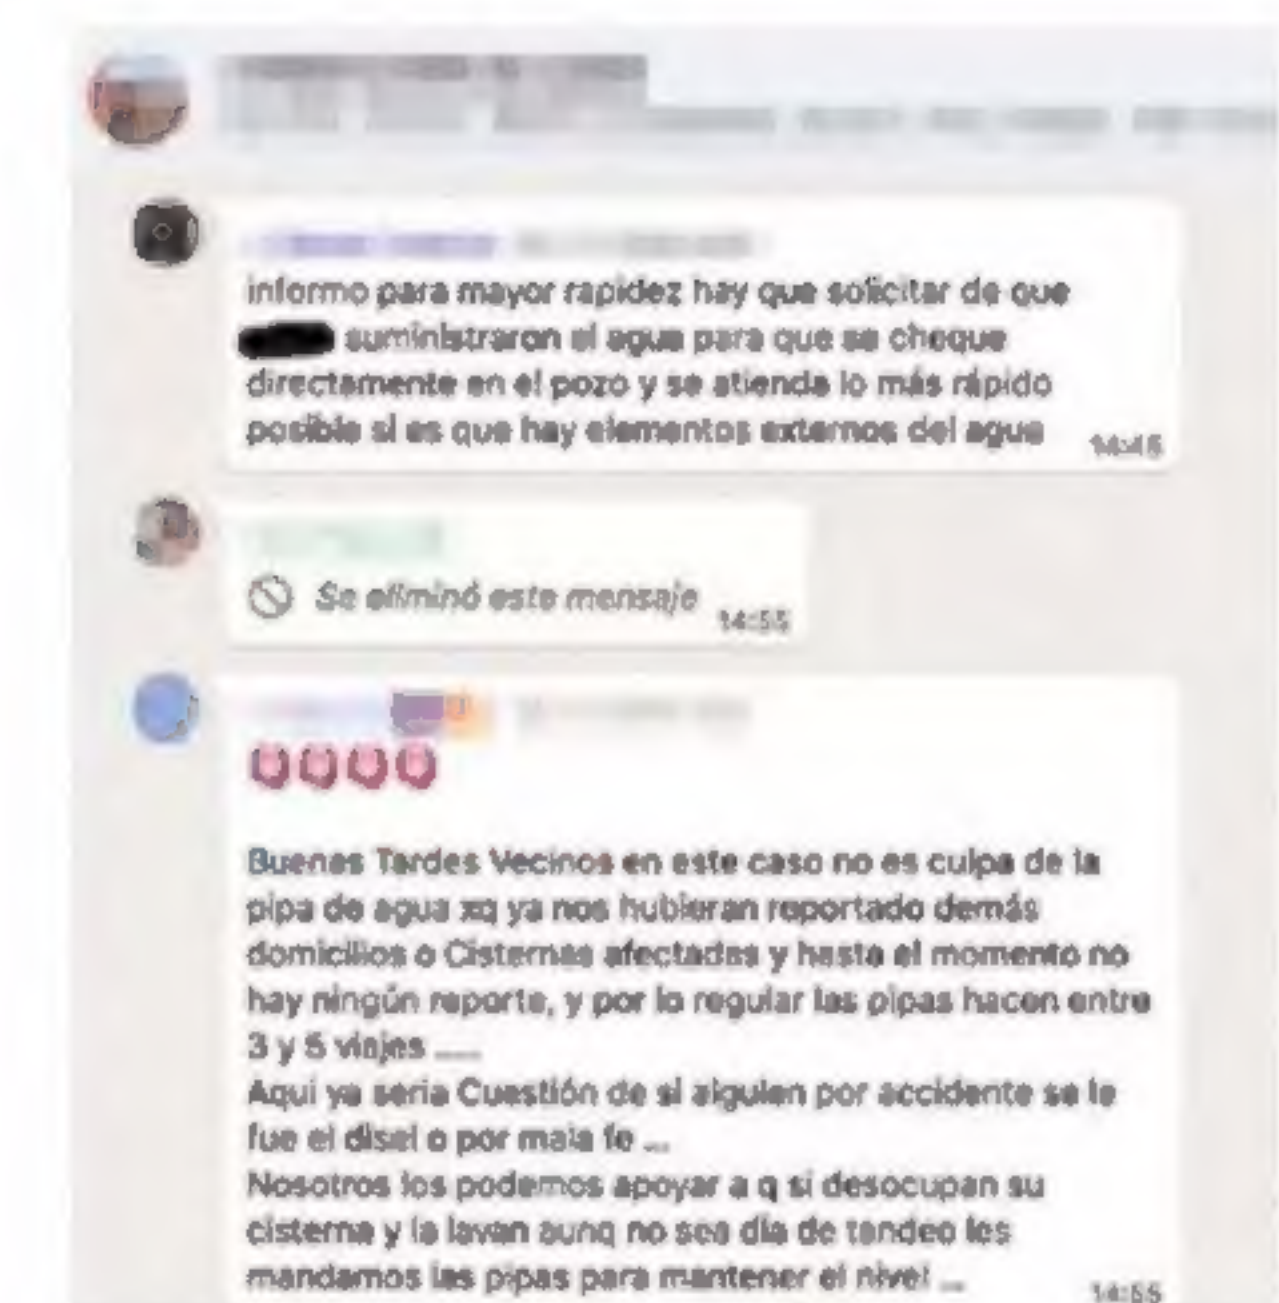 informo para mayor rapidez hay que solicitar de que
suministraron el agua para que se cheque
directamente en el pozo y se atienda lo más rápido
posible si es que hay elementos externos del agua
14:45
Se eliminó este mensaje
14:55
Buenas Tardes Vecinos en este caso no es culpa de la
pipa de agua xq ya nos hubieran reportado demás
domicilios o Cisternas afectadas y hasta el momento no
hay ningún reporte, y por lo regular las pipas hacen entre
3 y 5 viajes .....
Aqui ya seria Cuestión de si alguien por accidente se le
fue el disel o por mala fe ...
Nosotros los podemos apoyar a q si desocupan su
cisterna y la lavan aunq no sea día de tandeo les
mandamos las pipas para mantener el nivel ...
14:55